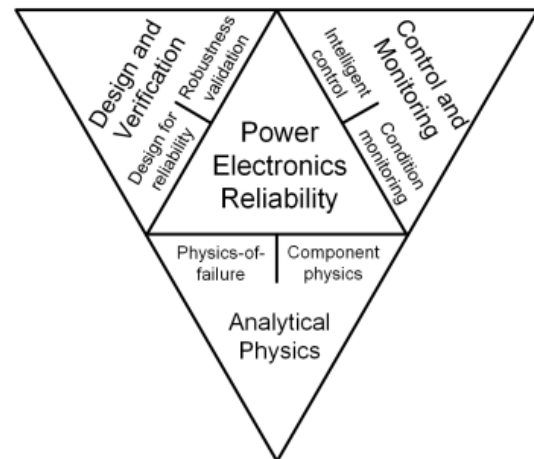 Design and
Verification
Robustness
validation
Design for
reliability
Intelligent
control
Control and
Monitoring
Condition
monitoring
Power
Electronics
Reliability
Physics-of-
failure
Component
physics
Analytical
Physics